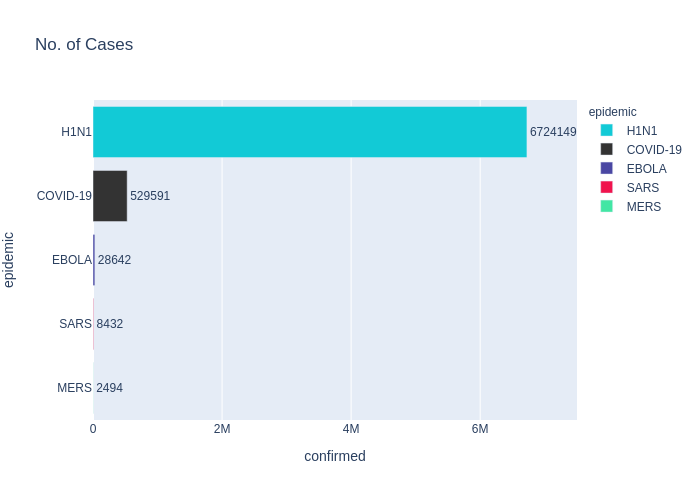 No. of Cases
epidemic
H1N1
COVID-19
EBOLA
SARS
MERS
H1N1 6724149
COVID-19 529591
EBOLA 28642
SARS 8432
MERS 2494
0 2M 4M 6M
confirmed
epidemic